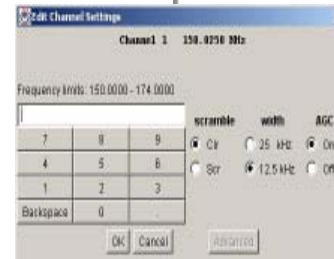 Edit Channel Settings
Channel 1 150.0250 MHz
Frequency limits: 150.0000 - 174.0000
scramble width AGC
7 8 9 Clr 25 kHz On
4 5 6 Scr 12.5 kHz Off
1 2 3
Backspace 0 .
OK Cancel Advanced